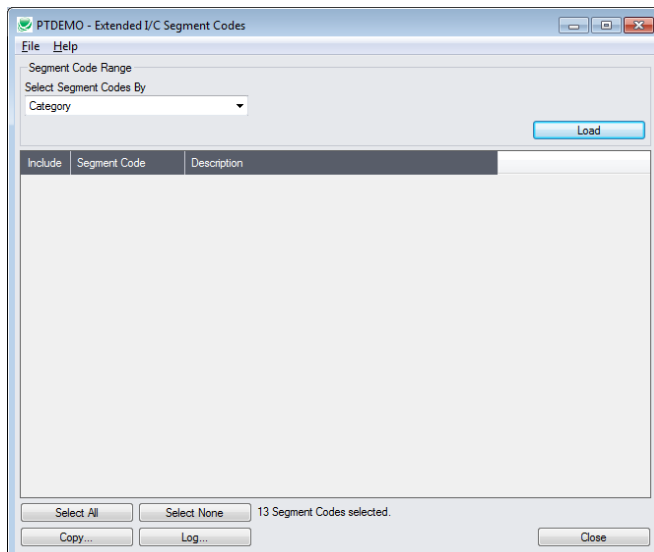 PTDEMO - Extended I/C Segment Codes
File Help
Segment Code Range
Select Segment Codes By
Category
Load
Include Segment Code Description
Select All Select None 13 Segment Codes selected.
Copy... Log... Close